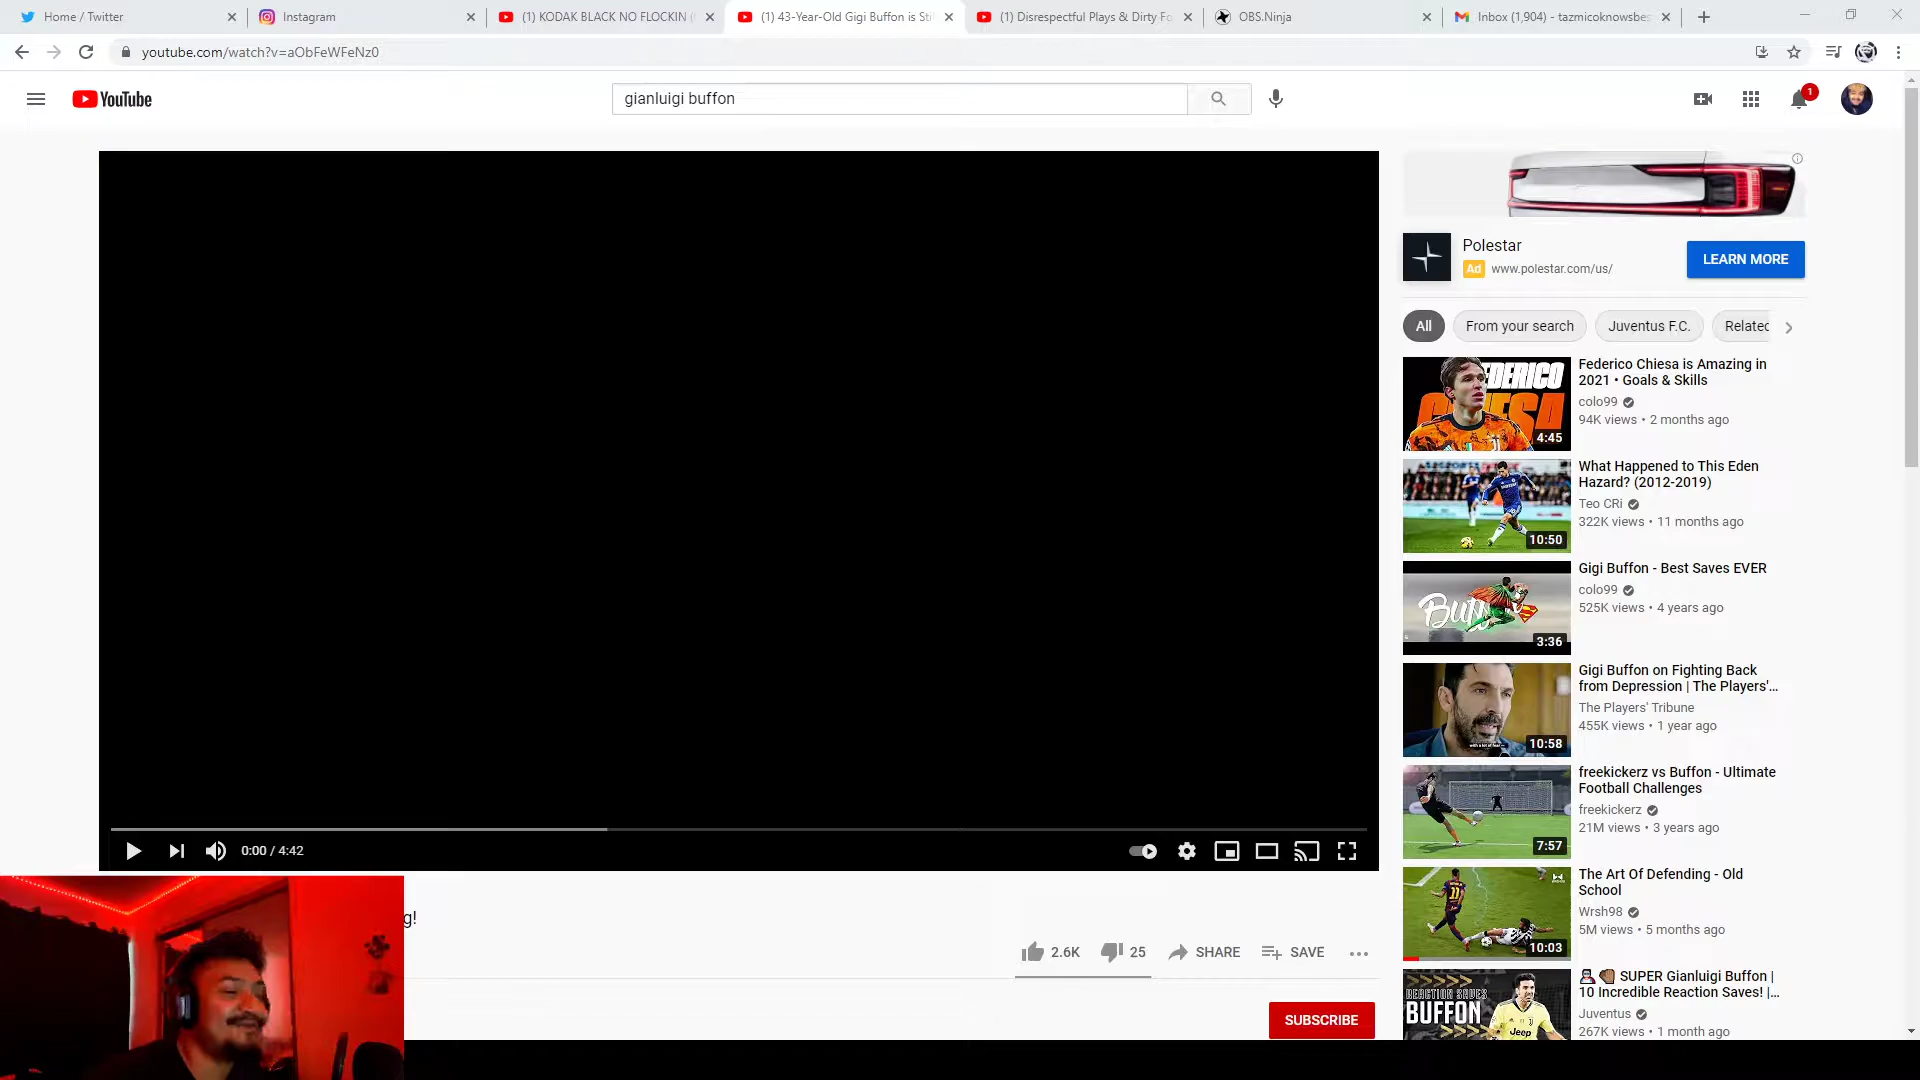 Home / Twitter
Instagram
(1) KODAK BLACK NO FLOCKIN (
(1) 43-Year-Old Gigi Buffon is Sti
(1) Disrespectful Plays & Dirty Fo
OBS.Ninja
Inbox (1,904) - tazmicoknowsbes
youtube.com/watch?v=aObFeWFeNz0
YouTube
gianluigi buffon
1
Polestar
Ad www.polestar.com/us/
LEARN MORE
All
From your search
Juventus F.C.
Related
FEDERICO
CHIESA
4:45
Federico Chiesa is Amazing in
2021 • Goals & Skills
colo99
94K views • 2 months ago
10:50
What Happened to This Eden
Hazard? (2012-2019)
Teo CRi
322K views • 11 months ago
3:36
Gigi Buffon - Best Saves EVER
colo99
525K views • 4 years ago
10:58
Gigi Buffon on Fighting Back
from Depression | The Players'...
The Players' Tribune
455K views • 1 year ago
7:57
freekickerz vs Buffon - Ultimate
Football Challenges
freekickerz
21M views • 3 years ago
11
10:03
The Art Of Defending - Old
School
Wrsh98
5M views • 5 months ago
REACTION SAVES
BUFFON
Jeep
SUPER Gianluigi Buffon |
10 Incredible Reaction Saves! |...
Juventus
267K views • 1 month ago
0:00 / 4:42
g!
2.6K
25
SHARE
SAVE
SUBSCRIBE